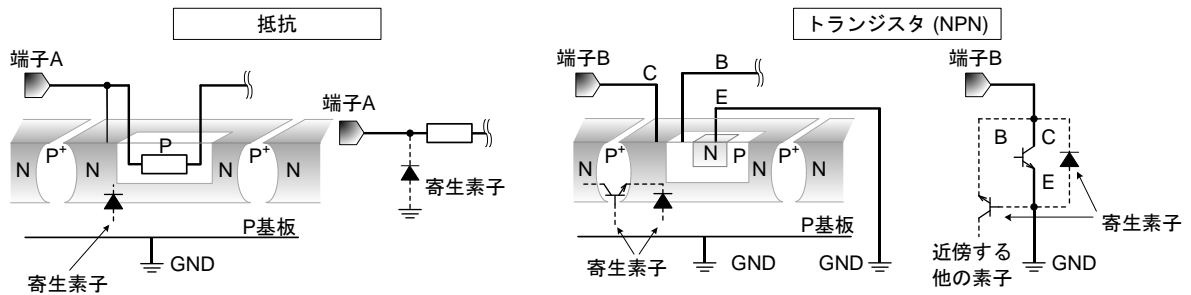 抵抗
端子A
N
P+
N
P
N
P+
N
P基板
寄生素子
GND
端子A
寄生素子
トランジスタ (NPN)
端子B
C
B
E
N
P+
N
N
P
P+
N
P基板
寄生素子
GND
GND
端子B
B
C
E
寄生素子
近傍する
他の素子
GND